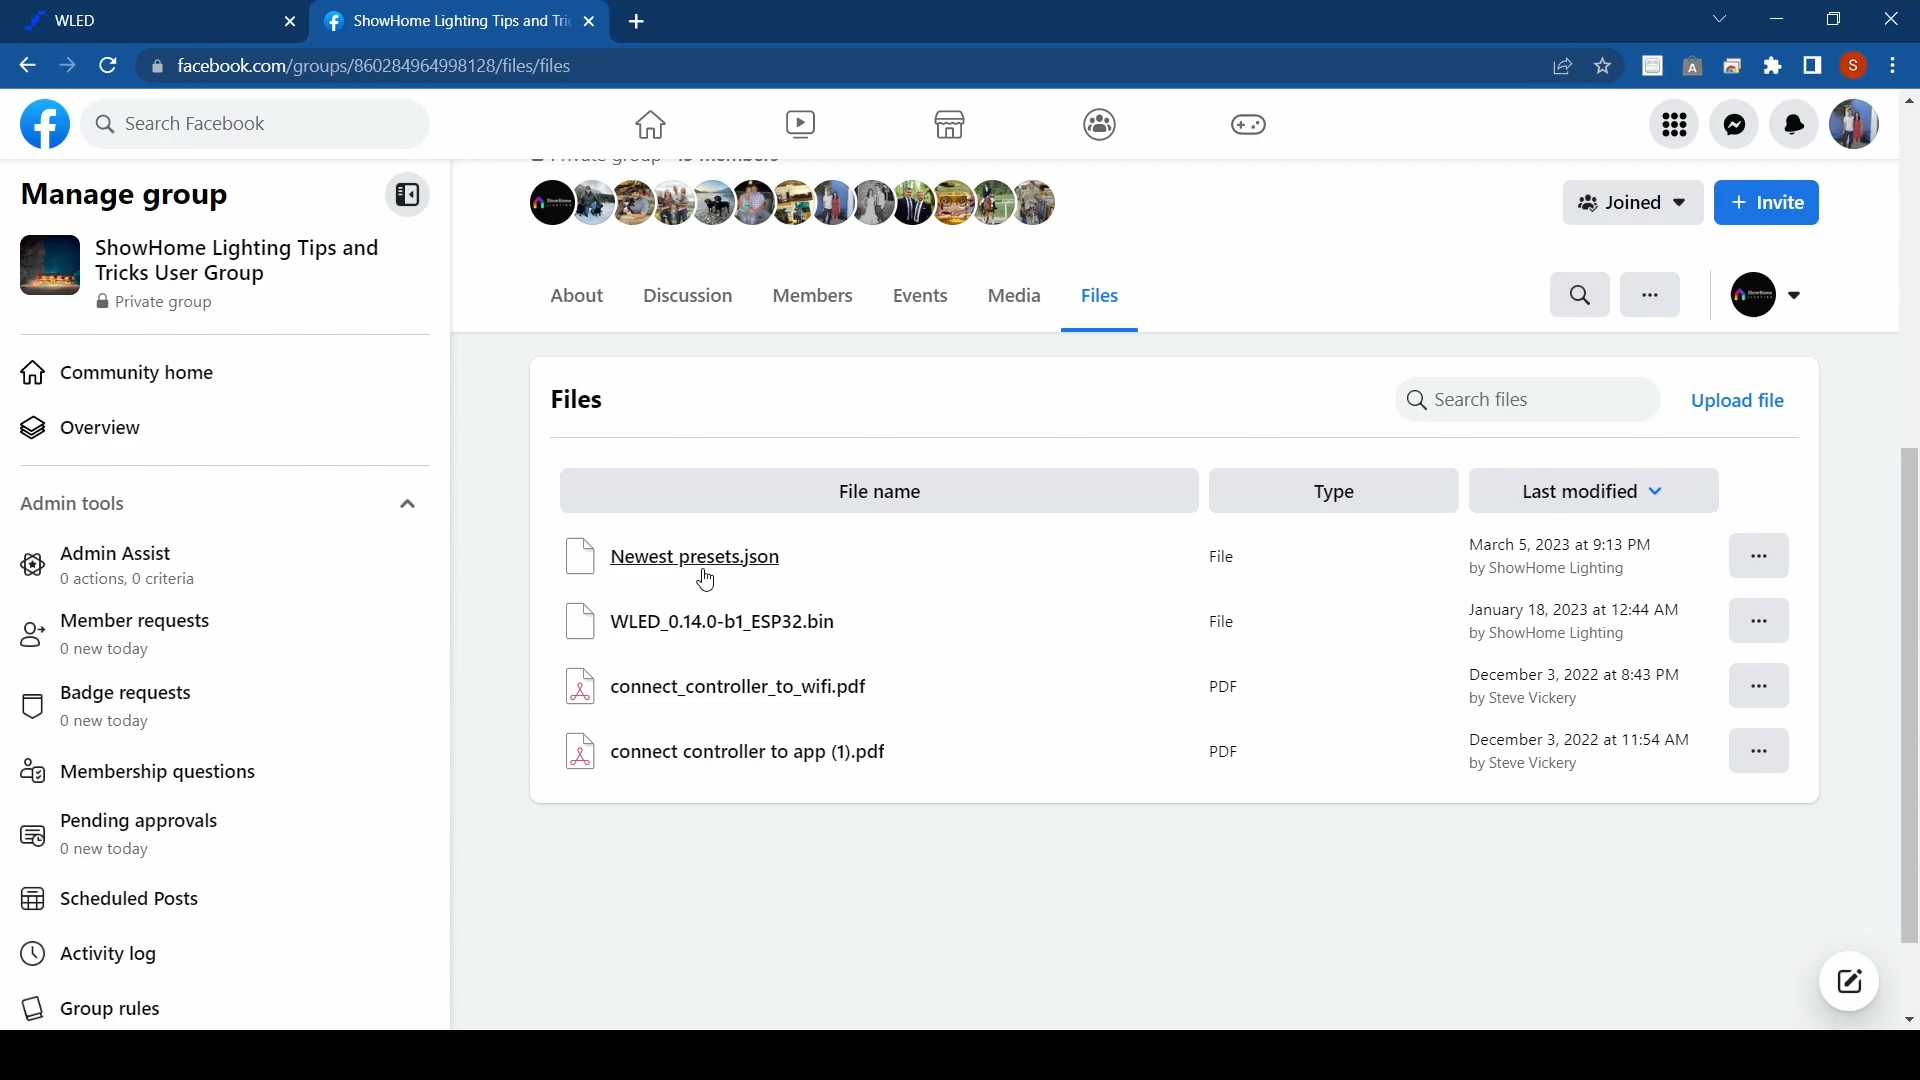 WLED
ShowHome Lighting Tips and Tri
facebook.com/groups/860284964998128/files/files
A
S
Search Facebook
Manage group
ShowHome Lighting Tips and
Tricks User Group
Private group
Community home
Overview
Admin tools
Admin Assist
0 actions, 0 criteria
Member requests
0 new today
Badge requests
0 new today
Membership questions
Pending approvals
0 new today
Scheduled Posts
Activity log
Group rules
Joined
+ Invite
About
Discussion
Members
Events
Media
Files
Files
Search files
Upload file
File name
Type
Last modified
Newest presets.json
File
March 5, 2023 at 9:13 PM
by ShowHome Lighting
WLED_0.14.0-b1_ESP32.bin
File
January 18, 2023 at 12:44 AM
by ShowHome Lighting
connect_controller_to_wifi.pdf
PDF
December 3, 2022 at 8:43 PM
by Steve Vickery
connect controller to app (1).pdf
PDF
December 3, 2022 at 11:54 AM
by Steve Vickery